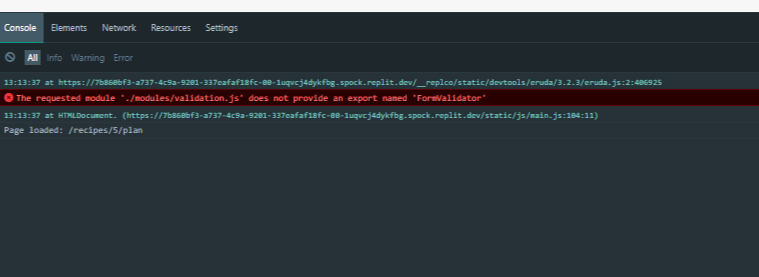 Console Elements Network Resources Settings
All Info Warning Error
13:13:37 at https://7b860bf3-a737-4c9a-9201-337eafaf18fc-00-1uqvcj4dykfbg.spock.replit.dev/__replco/static/devtools/eruda/3.2.3/eruda.js:2:406925
The requested module './modules/validation.js' does not provide an export named 'FormValidator'
13:13:37 at HTMLDocument. (https://7b860bf3-a737-4c9a-9201-337eafaf18fc-00-1uqvcj4dykfbg.spock.replit.dev/static/js/main.js:104:11)
Page loaded: /recipes/5/plan